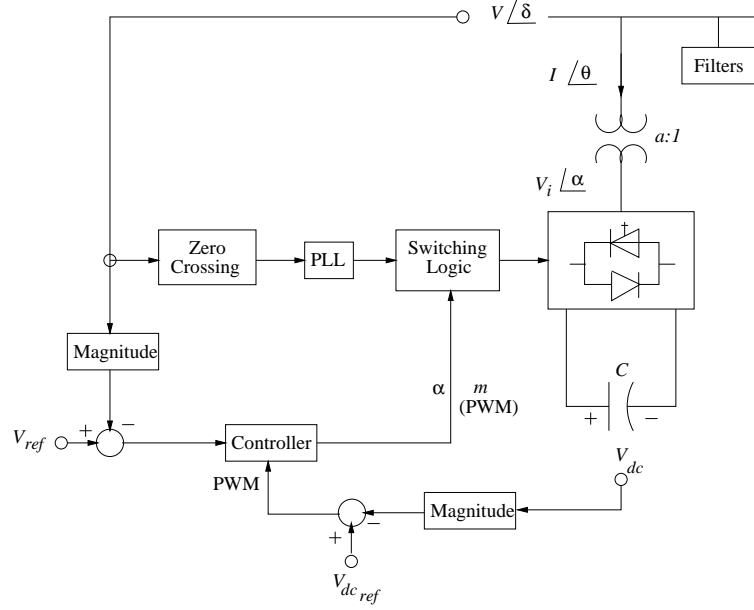 V∠δ
Filters
I ∠θ
a:1
V_i ∠α
Zero
Crossing
PLL
Switching
Logic
Magnitude
α
m
(PWM)
C
+
−
V_ref
+
−
Controller
PWM
V_dc
Magnitude
+
−
V_dc_ref